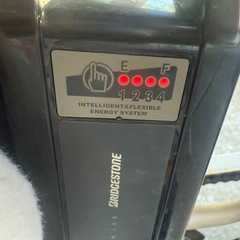 E F
1 2 3 4
INTELLIGENT&FLEXIBLE
ENERGY SYSTEM
BRIDGESTONE